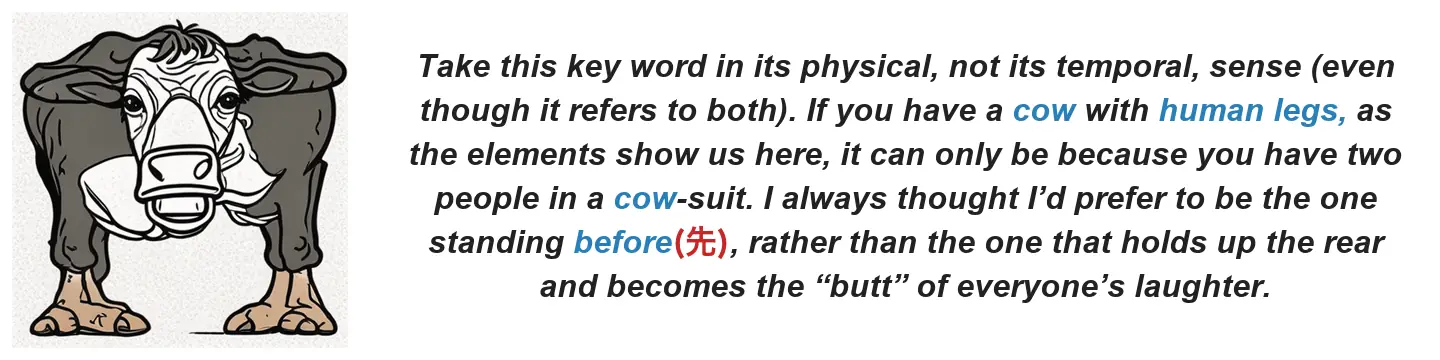 Take this key word in its physical, not its temporal, sense (even
though it refers to both). If you have a cow with human legs, as
the elements show us here, it can only be because you have two
people in a cow-suit. I always thought I’d prefer to be the one
standing before(先), rather than the one that holds up the rear
and becomes the “butt” of everyone’s laughter.